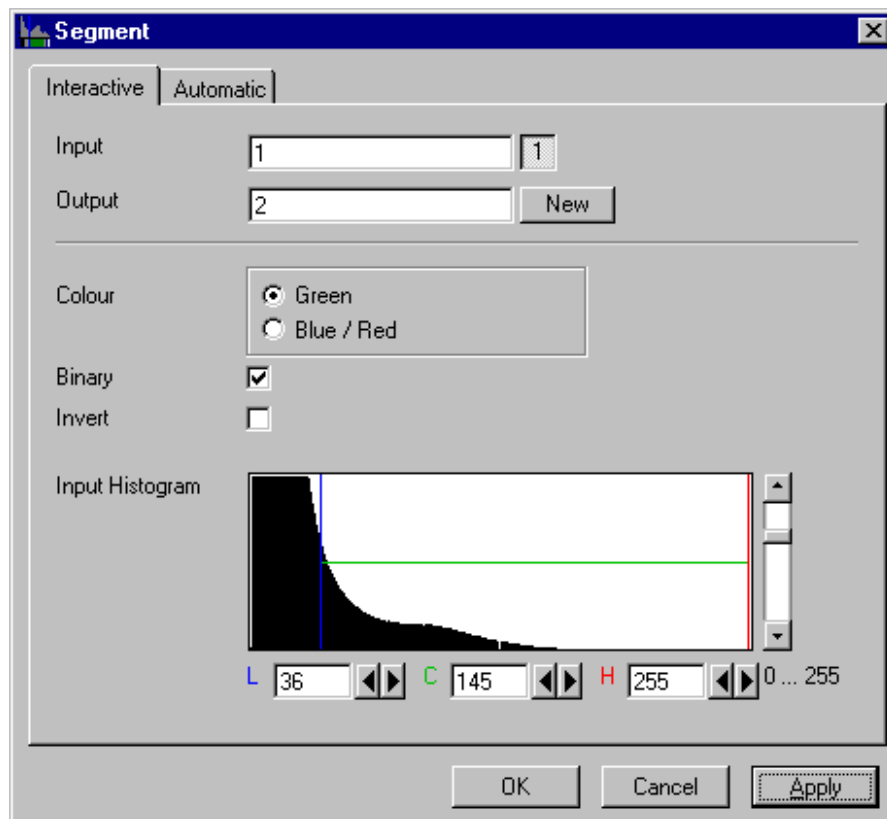 Segment
Interactive Automatic
Input 1 1
Output 2 New
Colour Green
Blue / Red
Binary
Invert
Input Histogram
L 36 C 145 H 255 0 ... 255
OK Cancel Apply